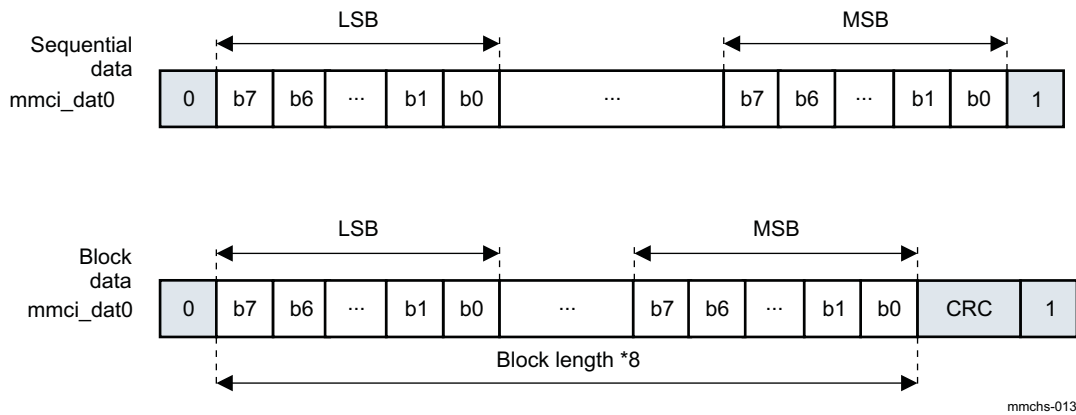 LSB MSB
Sequential
data
mmci_dat0 0 b7 b6 ... b1 b0 ... b7 b6 ... b1 b0 1
LSB MSB
Block
data
mmci_dat0 0 b7 b6 ... b1 b0 ... b7 b6 ... b1 b0 CRC 1
Block length *8
mmchs-013